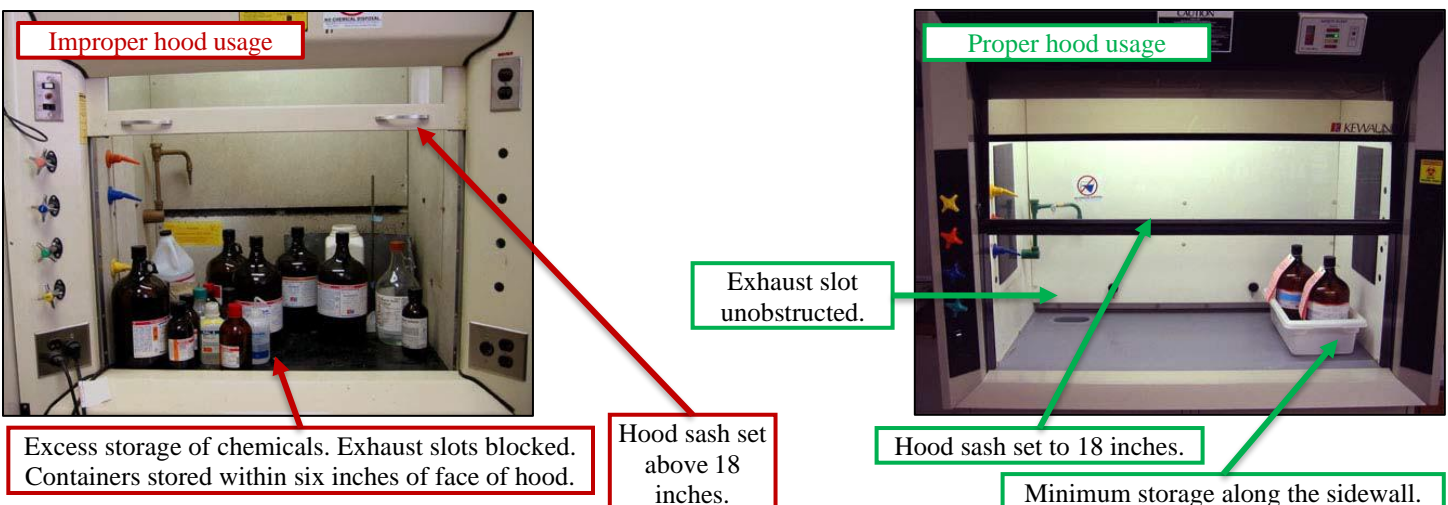 Improper hood usage
Excess storage of chemicals. Exhaust slots blocked.
Containers stored within six inches of face of hood.
Hood sash set
above 18
inches.
Proper hood usage
CAUTION
KEWAUN
Exhaust slot
unobstructed.
Hood sash set to 18 inches.
Minimum storage along the sidewall.